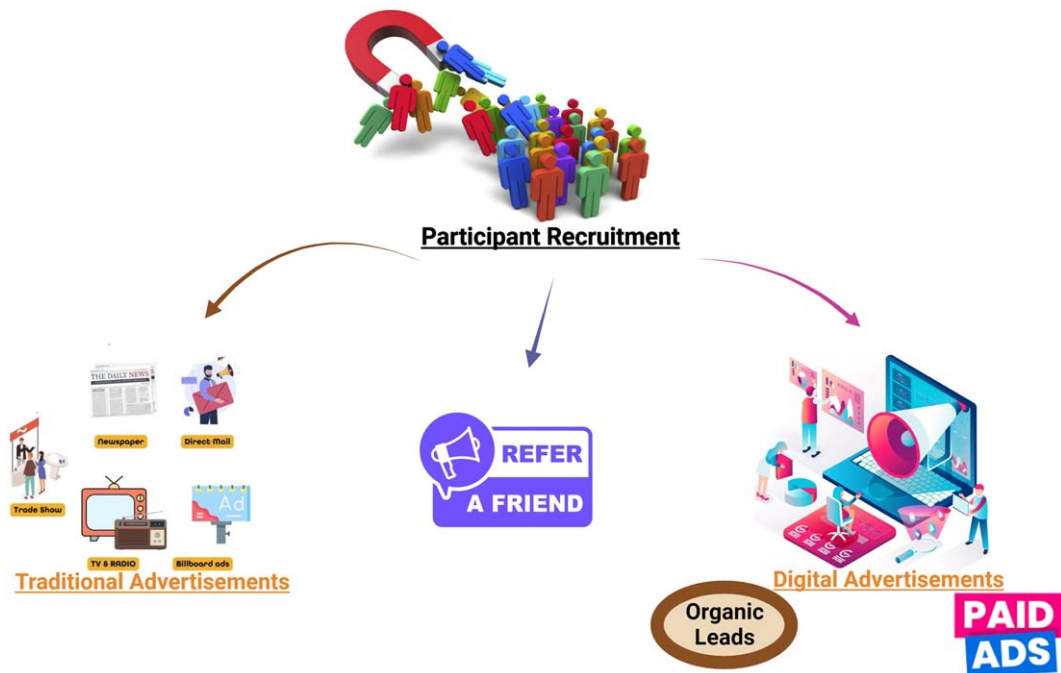 Participant Recruitment
THE DAILY NEWS
Newspaper
Direct Mail
Trade Show
TV & RADIO
Ad
Billboard ads
Traditional Advertisements
REFER
A FRIEND
Digital Advertisements
Organic
Leads
PAID
ADS